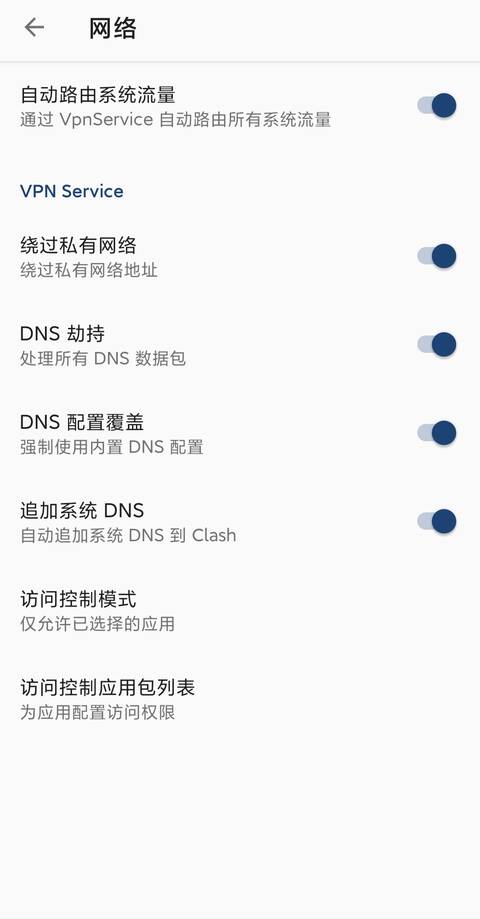 网络
自动路由系统流量
通过 VpnService 自动路由所有系统流量
VPN Service
绕过私有网络
绕过私有网络地址
DNS 劫持
处理所有 DNS 数据包
DNS 配置覆盖
强制使用内置 DNS 配置
追加系统 DNS
自动追加系统 DNS 到 Clash
访问控制模式
仅允许已选择的应用
访问控制应用包列表
为应用配置访问权限